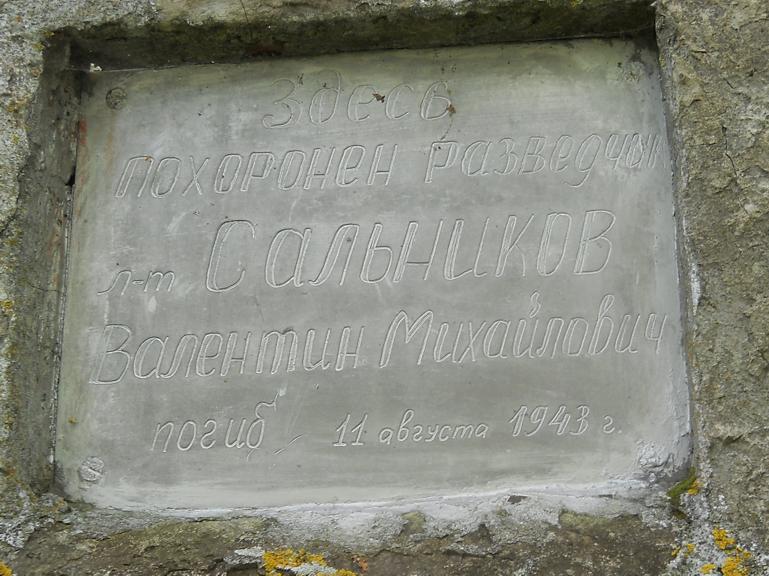 Здесь
похоронен разведчик
л-т Сальников
Валентин Михайлович
погиб 11 августа 1943 г.